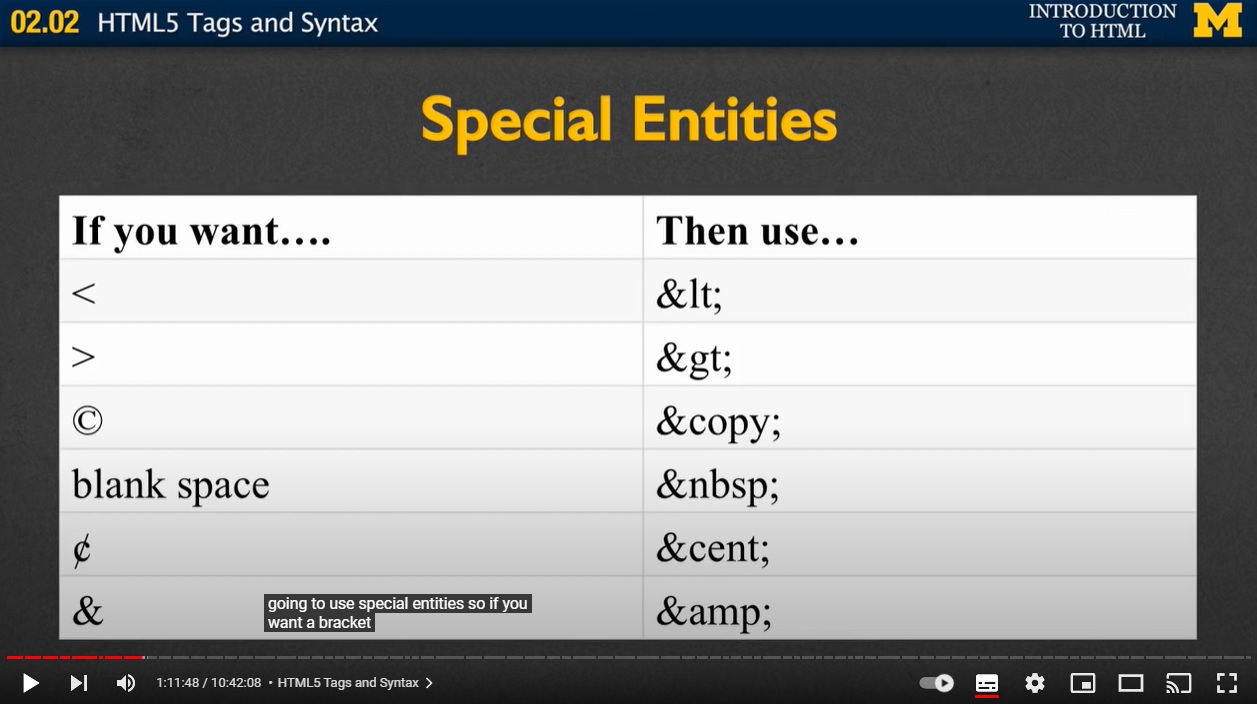 02.02 HTML5 Tags and Syntax
INTRODUCTION
TO HTML
M
Special Entities
If you want…. Then use…
< &lt;
> &gt;
© &copy;
blank space &nbsp;
¢ &cent;
& &amp;
going to use special entities so if you
want a bracket
1:11:48 / 10:42:08 • HTML5 Tags and Syntax >